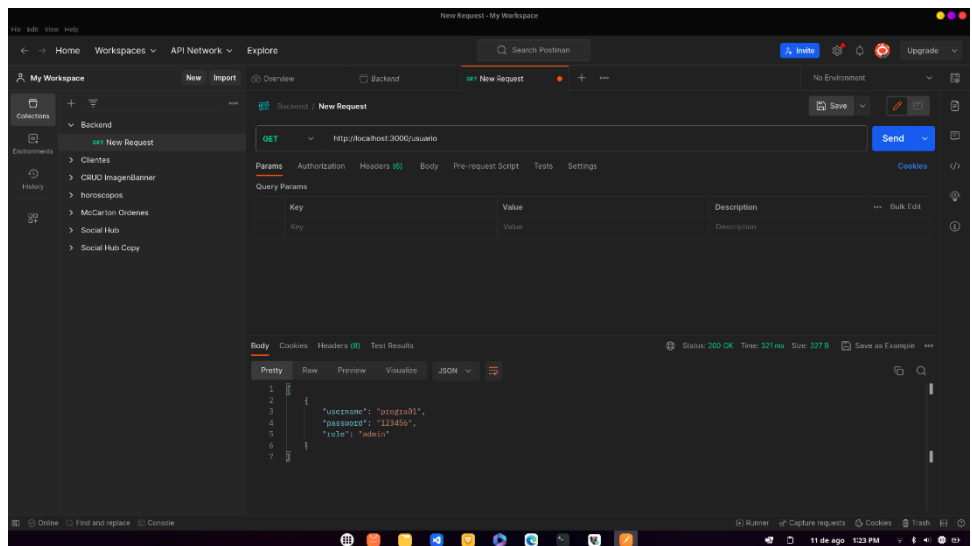 New Request - My Workspace
File Edit View Help
Home Workspaces API Network Explore
Search Postman
Invite
Upgrade
My Workspace New Import
Overview Backend GET New Request
No Environment
Collections
Environments
History
Backend
GET New Request
Clientes
CRUD ImagenBanner
horoscopos
McCarton Ordenes
Social Hub
Social Hub Copy
Backend / New Request
Save
GET http://localhost:3000/usuario
Send
Params Authorization Headers (6) Body Pre-request Script Tests Settings
Cookies
Query Params
Key Value Description Bulk Edit
Key Value Description
Body Cookies Headers (8) Test Results
Status: 200 OK Time: 321 ms Size: 327 B Save as Example
Pretty Raw Preview Visualize JSON
1 [
2 {
3 "username": "progra01",
4 "password": "123456",
5 "role": "admin"
6 }
7 ]
Online Find and replace Console
Runner Capture requests Cookies Trash
11 de ago 1:23 PM